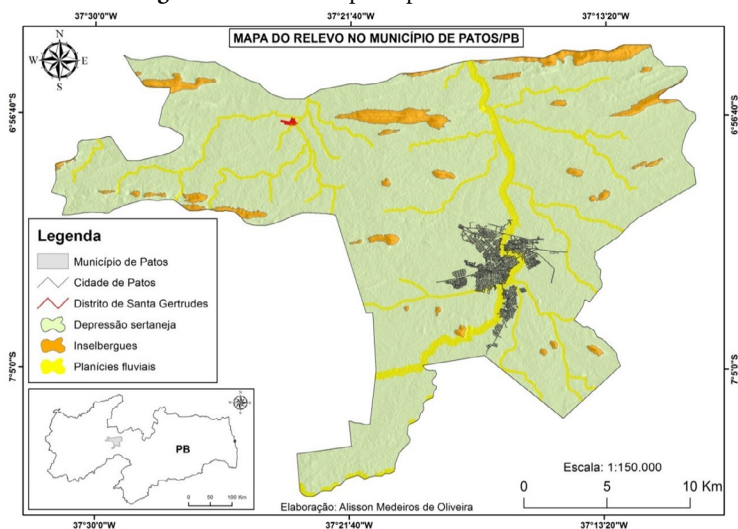 37°30'0"W 37°21'40"W 37°13'20"W
MAPA DO RELEVO NO MUNICÍPIO DE PATOS/PB
N
E
S
6°56'40"S 6°56'40"S
Legenda
Município de Patos
Cidade de Patos
Distrito de Santa Gertrudes
Depressão sertaneja
Inselbergues
Planícies fluviais
7°5'0"S 7°5'0"S
PB
0 50 100 Km
Escala: 1:150.000
0 5 10 Km
Elaboração: Alisson Medeiros de Oliveira
37°30'0"W 37°21'40"W 37°13'20"W